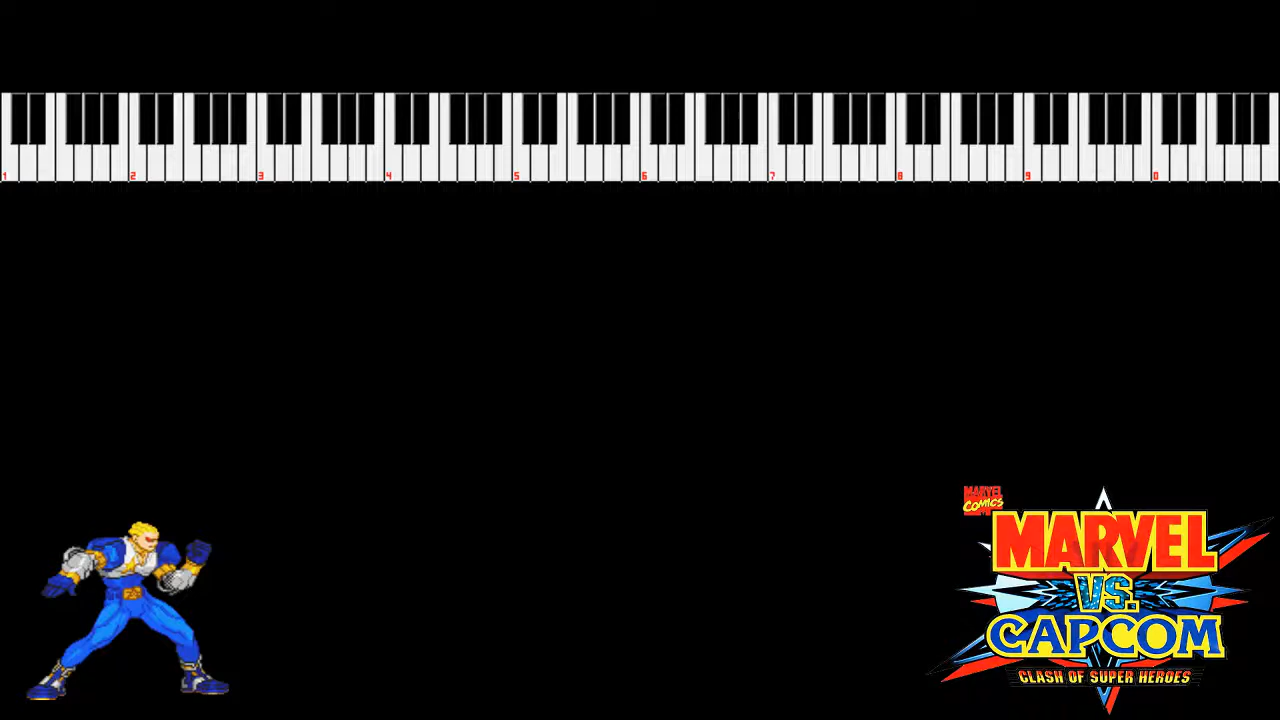 1 2 3 4 5 6 7 8 9 0
MARVEL
COMICS
MARVEL
VS.
CAPCOM
CLASH OF SUPER HEROES